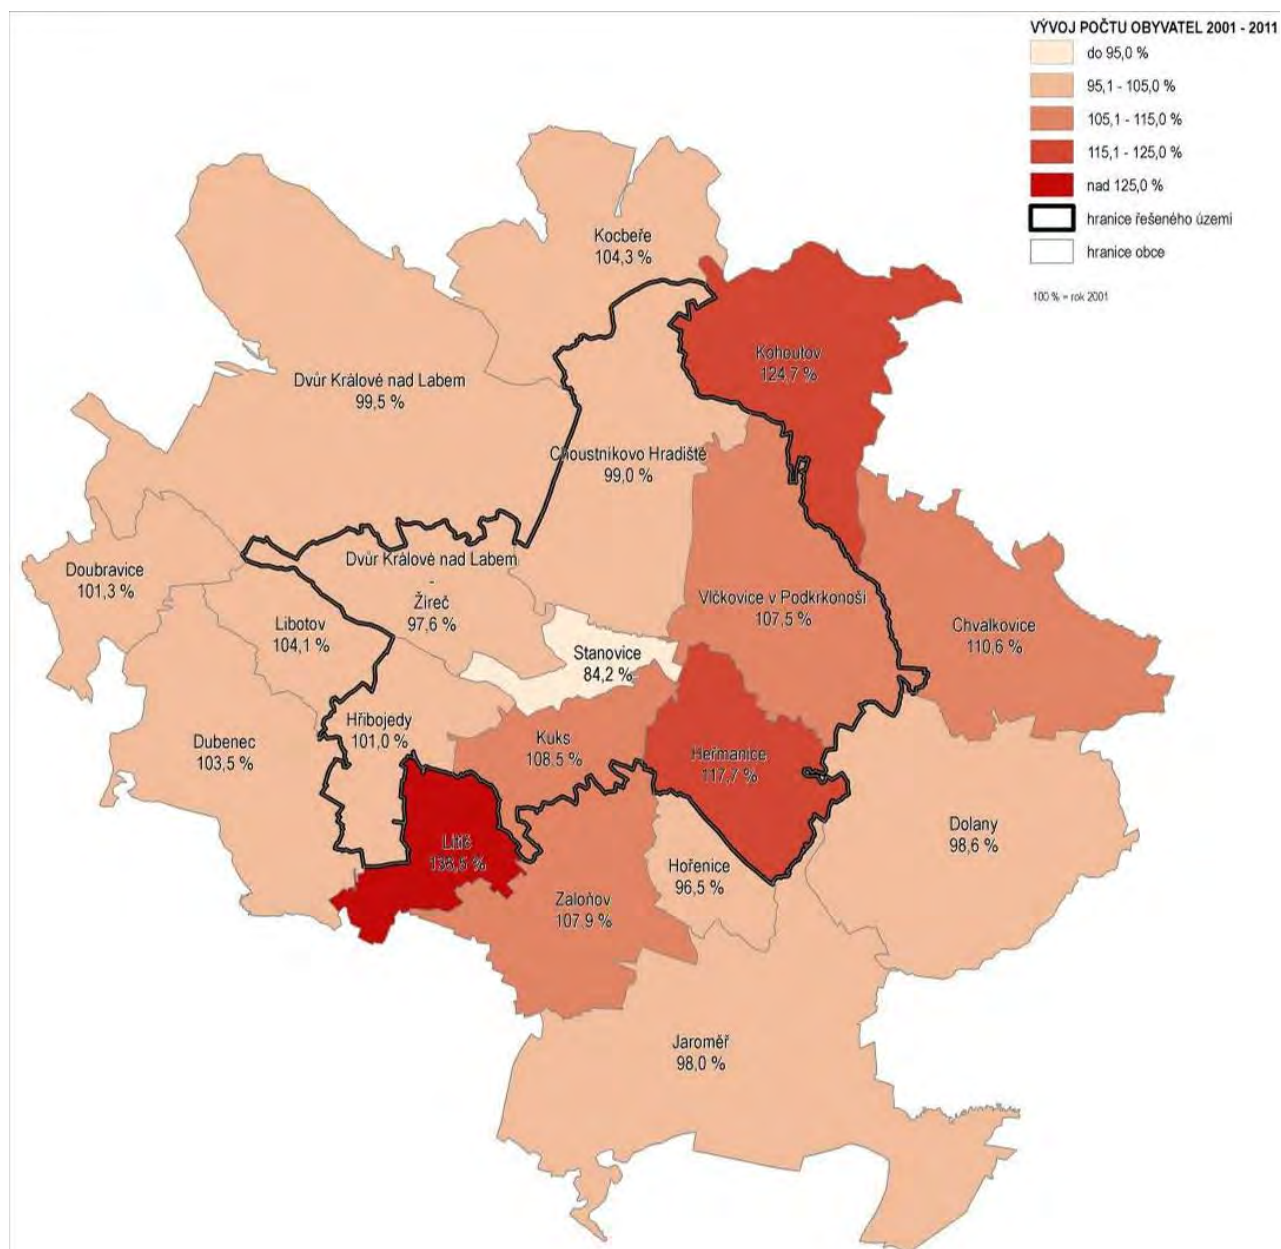 VÝVOJ POČTU OBYVATEL 2001 - 2011
do 95,0 %
95,1 - 105,0 %
105,1 - 115,0 %
115,1 - 125,0 %
nad 125,0 %
hranice řešeného území
hranice obce
100 % = rok 2001
Kocbeře
104,3 %
Kohoutov
124,7 %
Dvůr Králové nad Labem
99,5 %
Choustníkovo Hradiště
99,0 %
Dvůr Králové nad Labem
-
Žireč
97,6 %
Doubravice
101,3 %
Vlčkovice v Podkrkonoší
107,5 %
Libotov
104,1 %
Chvalkovice
110,6 %
Stanovice
84,2 %
Hřibojedy
101,0 %
Kuks
108,5 %
Dubenec
103,5 %
Heřmanice
117,7 %
Dolany
98,6 %
Litíč
138,6 %
Hořenice
96,5 %
Zaloňov
107,9 %
Jaroměř
98,0 %